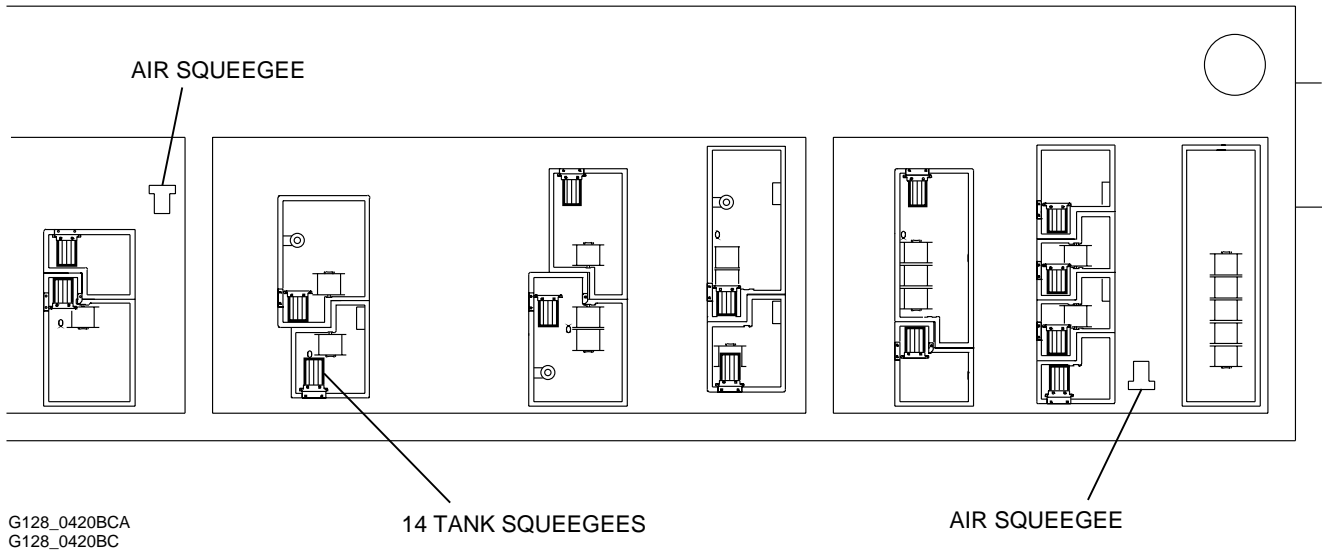 AIR SQUEEGEE
14 TANK SQUEEGEES
AIR SQUEEGEE
G128_0420BCA
G128_0420BC